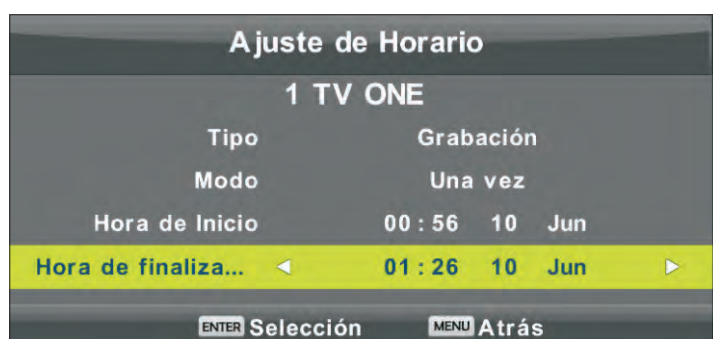 Ajuste de Horario
1 TV ONE
Tipo Grabación
Modo Una vez
Hora de Inicio 00:56 10 Jun
Hora de finaliza... 01:26 10 Jun
ENTER Selección MENU Atrás